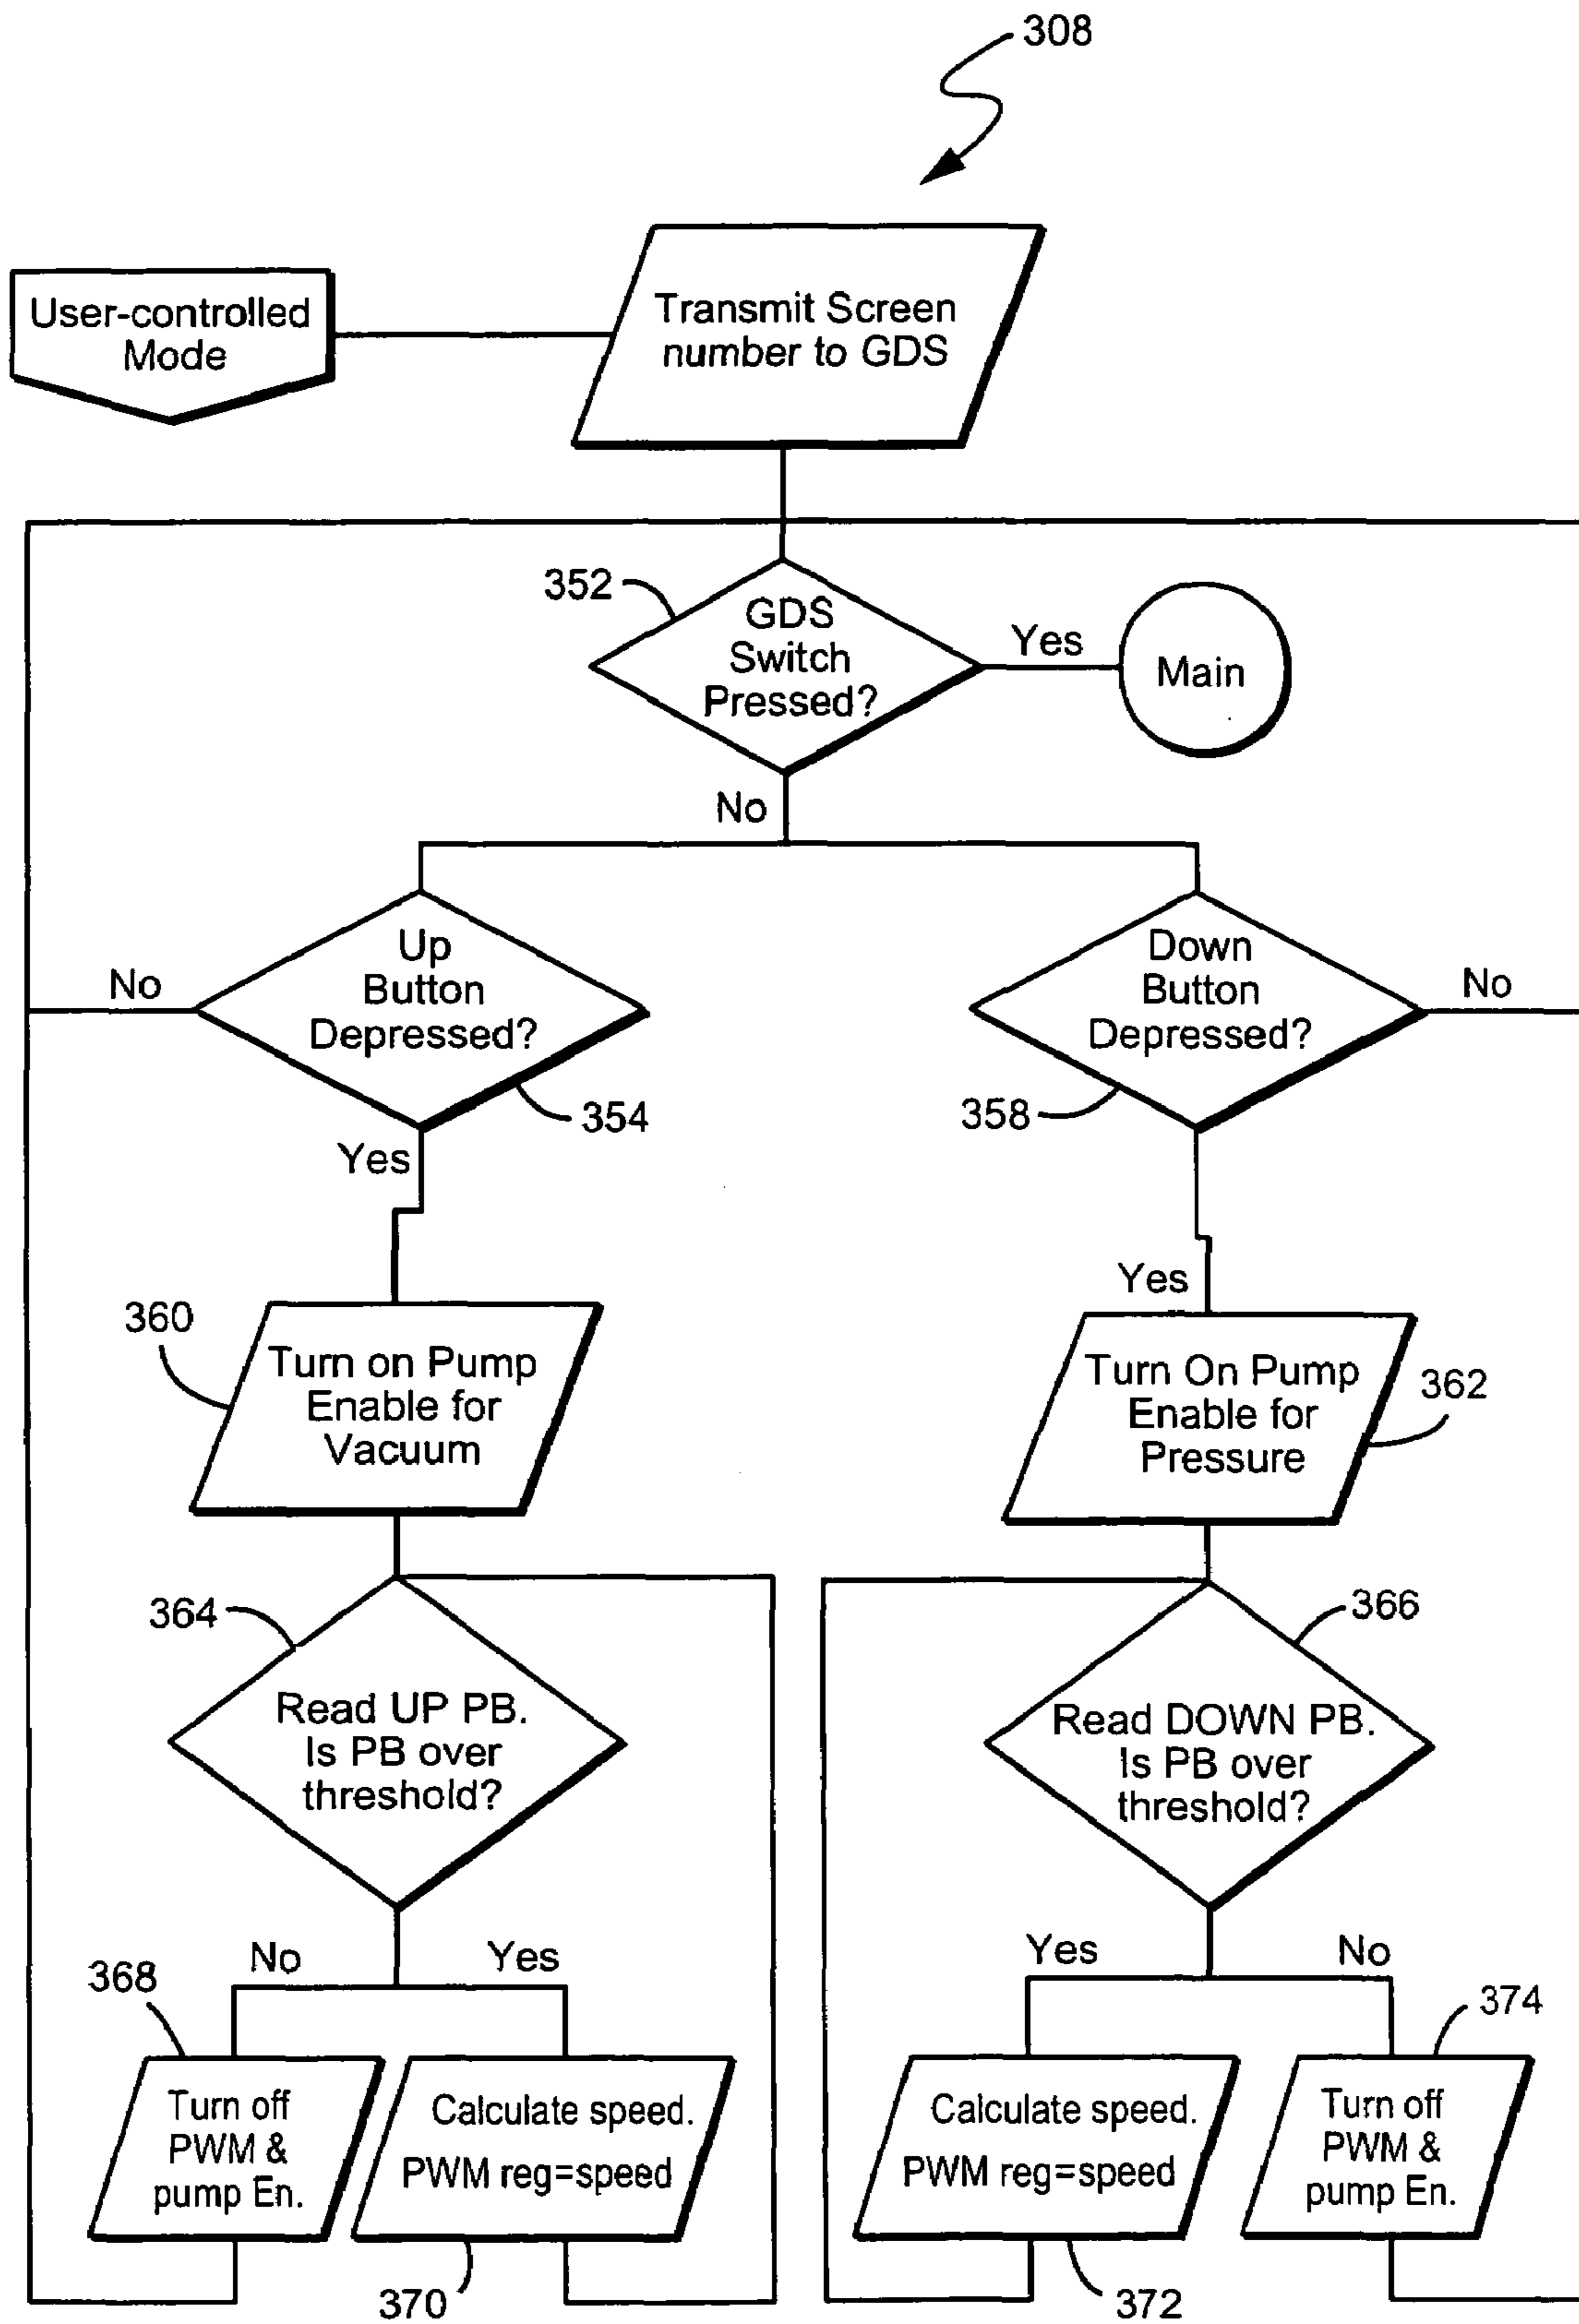 308
User-controlled
Mode
Transmit Screen
number to GDS
352
GDS
Switch
Pressed?
Yes
Main
No
Up
Button
Depressed?
No
354
Yes
Down
Button
Depressed?
No
358
Yes
360
Turn on Pump
Enable for
Vacuum
Turn On Pump
Enable for
Pressure
362
364
Read UP PB.
Is PB over
threshold?
366
Read DOWN PB.
Is PB over
threshold?
No
Yes
Yes
No
368
Turn off
PWM &
pump En.
Calculate speed.
PWM reg=speed
370
Calculate speed.
PWM reg=speed
372
374
Turn off
PWM &
pump En.